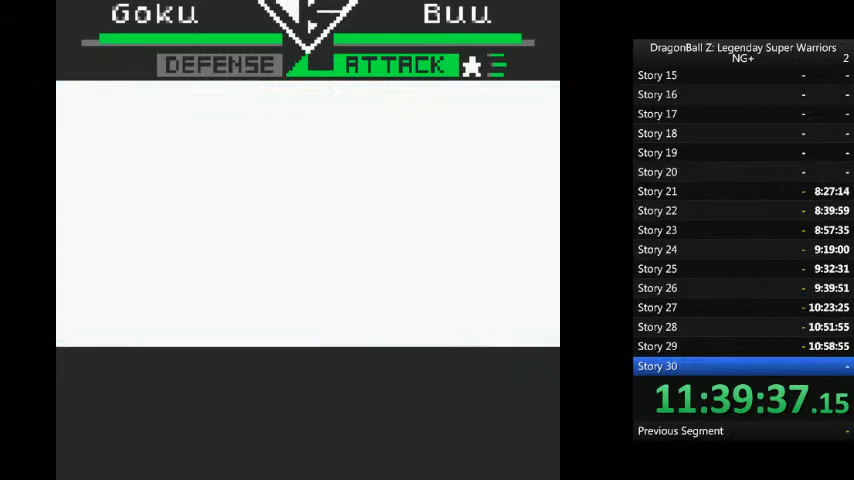 Goku Buu
DEFENSE ATTACK
DragonBall Z: Legenday Super Warriors
NG+ 2
Story 15 - -
Story 16 - -
Story 17 - -
Story 18 - -
Story 19 - -
Story 20 - -
Story 21 - 8:27:14
Story 22 - 8:39:59
Story 23 - 8:57:35
Story 24 - 9:19:00
Story 25 - 9:32:31
Story 26 - 9:39:51
Story 27 - 10:23:25
Story 28 - 10:51:55
Story 29 - 10:58:55
Story 30 -
11:39:37.15
Previous Segment -